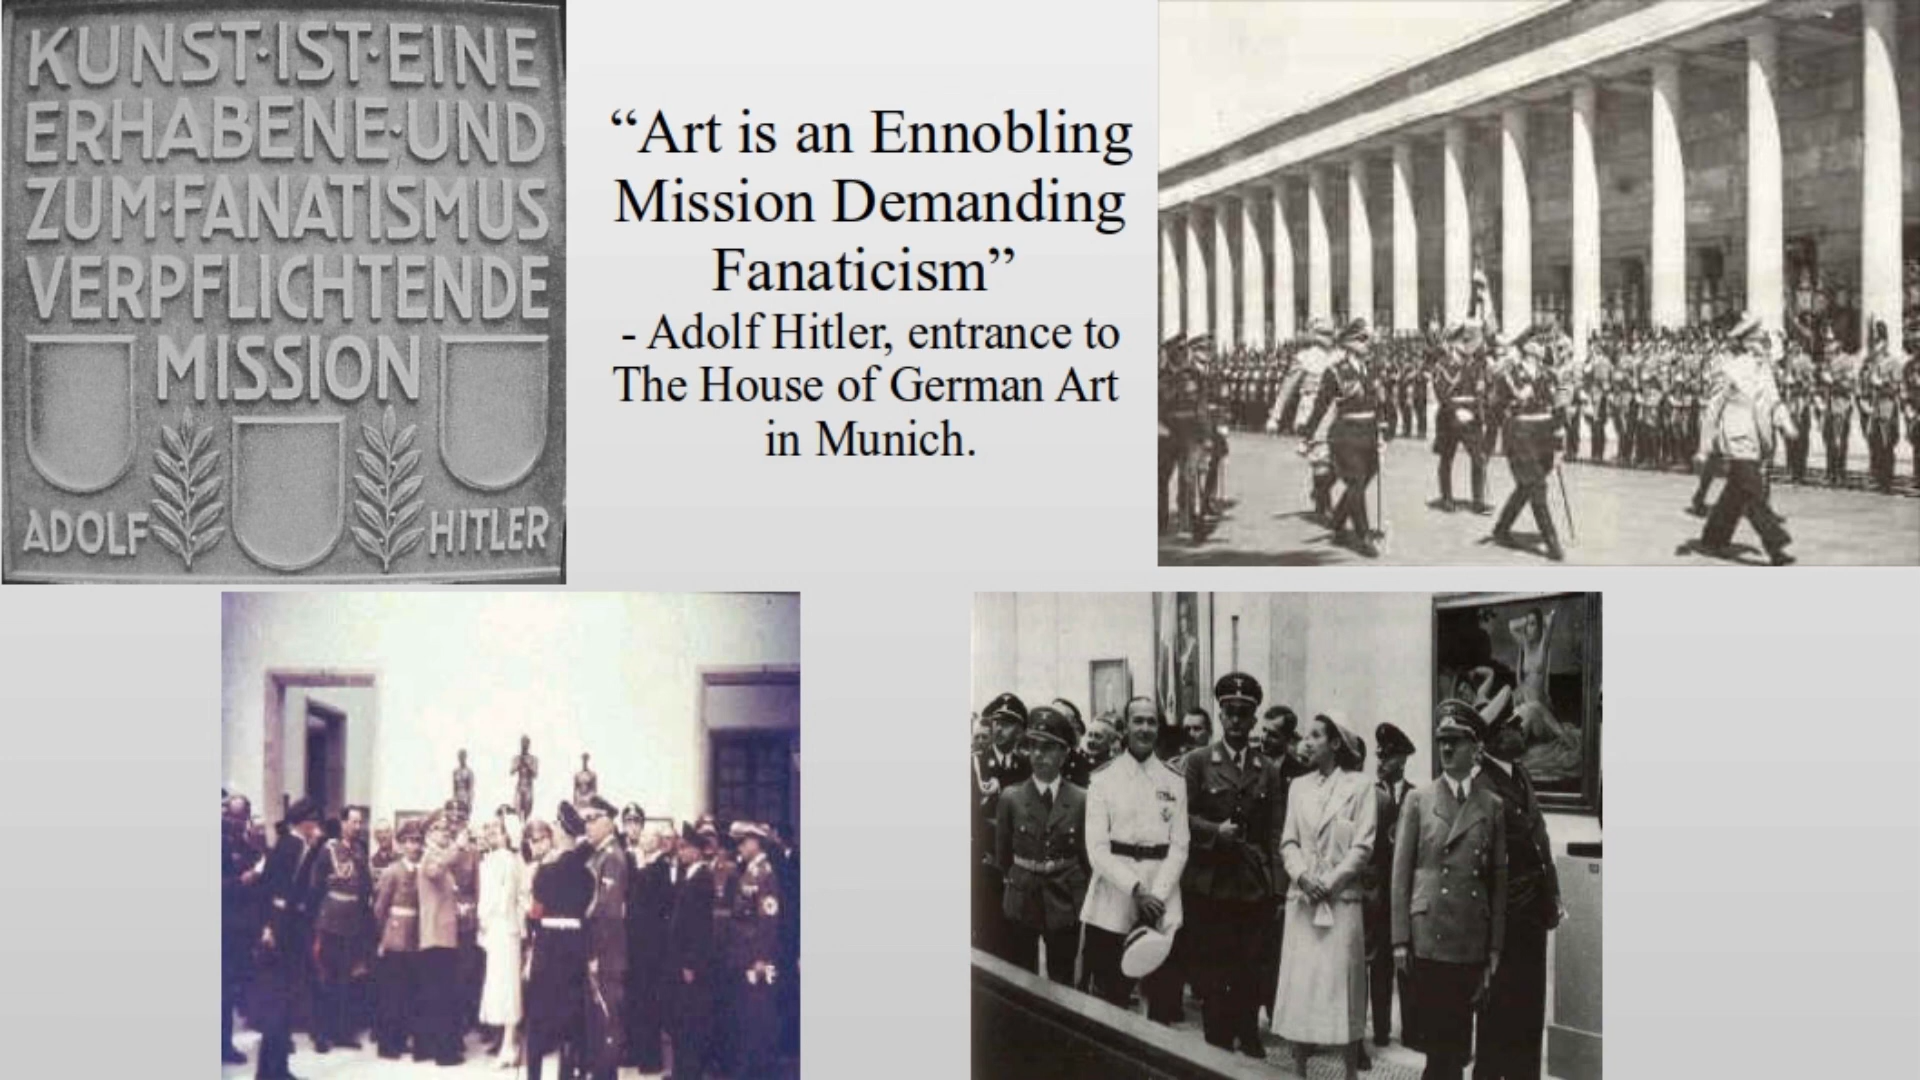 KUNST·IST·EINE
ERHABENE·UND
ZUM·FANATISMUS
VERPFLICHTENDE
MISSION
ADOLF HITLER
“Art is an Ennobling
Mission Demanding
Fanaticism”
- Adolf Hitler, entrance to
The House of German Art
in Munich.